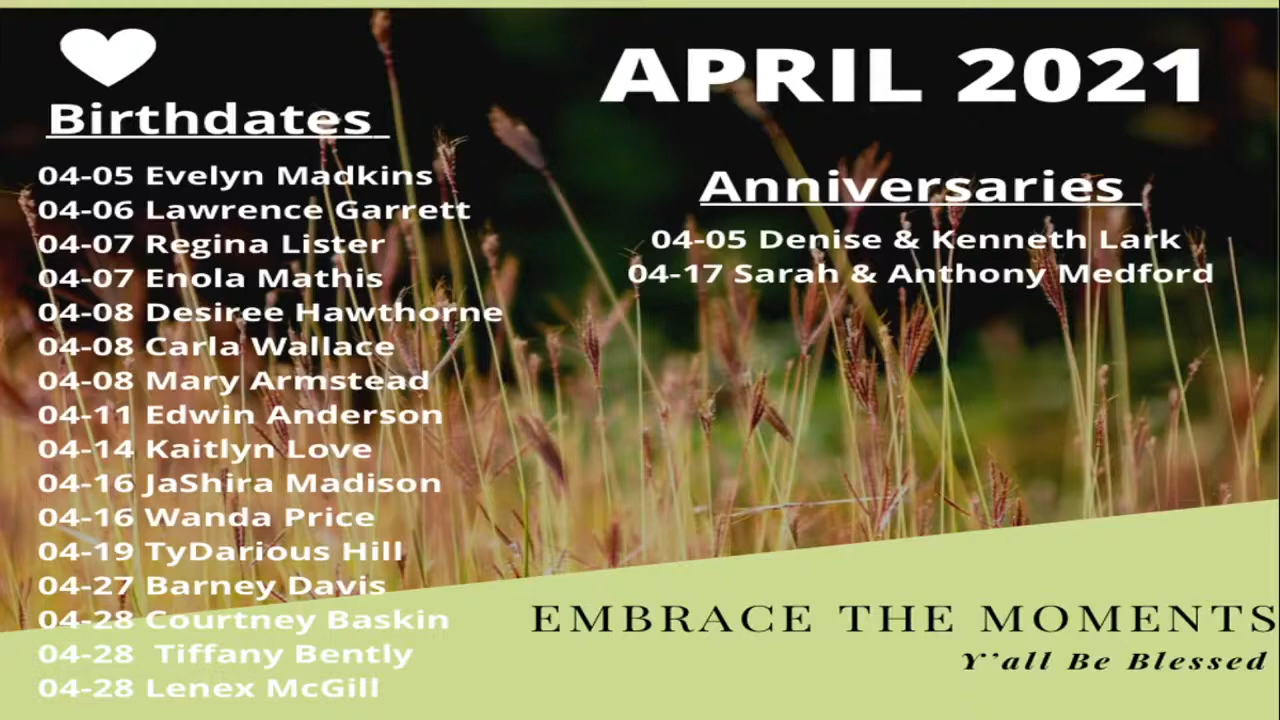 Birthdates
04-05 Evelyn Madkins
04-06 Lawrence Garrett
04-07 Regina Lister
04-07 Enola Mathis
04-08 Desiree Hawthorne
04-08 Carla Wallace
04-08 Mary Armstead
04-11 Edwin Anderson
04-14 Kaitlyn Love
04-16 JaShira Madison
04-16 Wanda Price
04-19 TyDarious Hill
04-27 Barney Davis
04-28 Courtney Baskin
04-28 Tiffany Bently
04-28 Lenex McGill
APRIL 2021
Anniversaries
04-05 Denise & Kenneth Lark
04-17 Sarah & Anthony Medford
EMBRACE THE MOMENTS
Y'all Be Blessed